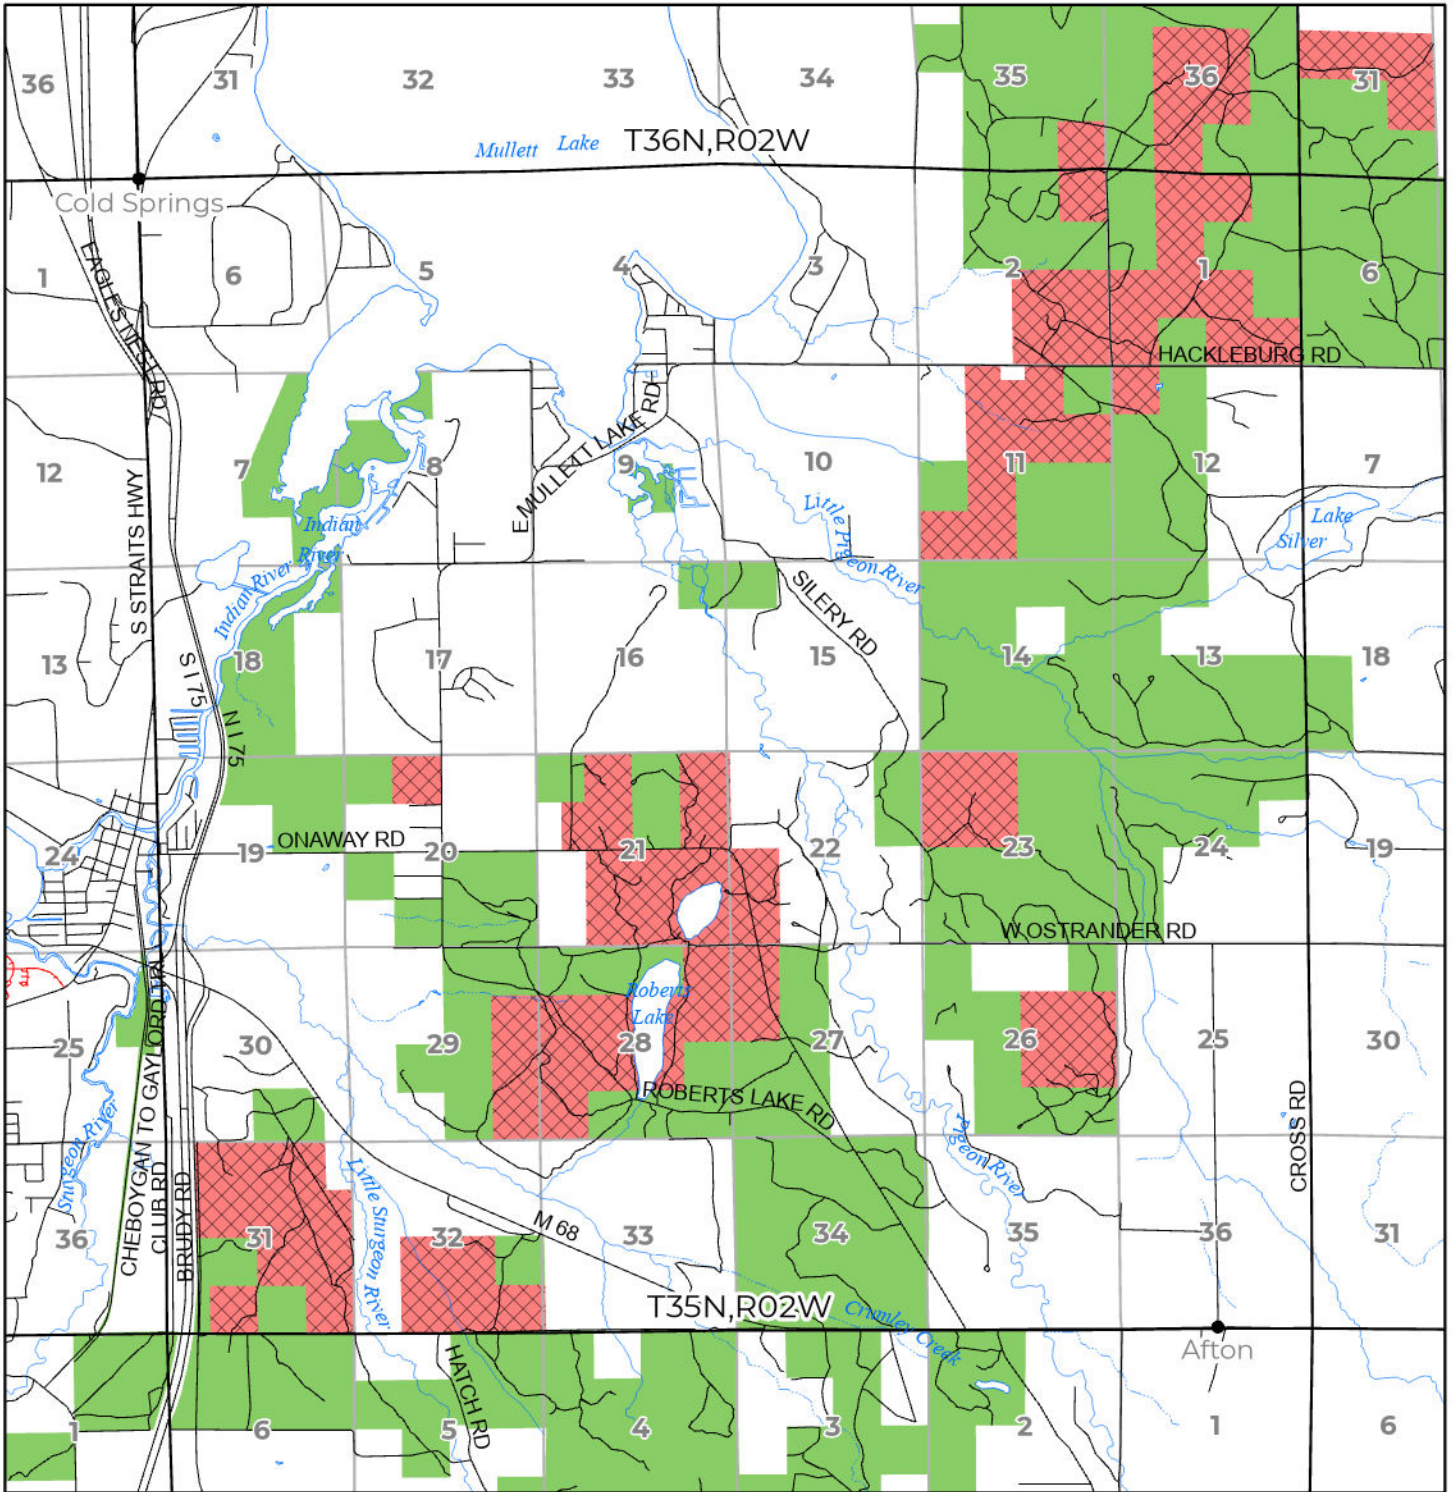 36
31
32
33
34
35
36
31
Mullett Lake
T36N,R02W
Cold Springs
1
6
5
4
3
2
1
6
EAGLES NEST RD
HACKLEBURG RD
12
7
8
9
10
11
12
7
S STRAITS HWY
E MULLETT LAKE RD
Indian
River
Little Pigeon River
Lake
Silver
Indian River
SILERY RD
13
18
17
16
15
14
13
18
S I 75
N I 75
24
19
ONAWAY RD
20
21
22
23
24
19
W OSTRANDER RD
25
30
29
28
27
26
25
30
Roberts
Lake
ROBERTS LAKE RD
CHEBOYGAN TO GAYLORD TRL
CLUB RD
BRUDY RD
Sturgeon River
Little Sturgeon River
Pigeon River
CROSS RD
36
31
32
M 68
33
34
35
36
31
T35N,R02W
Crumley Creek
Afton
HATCH RD
1
6
5
4
3
2
1
6